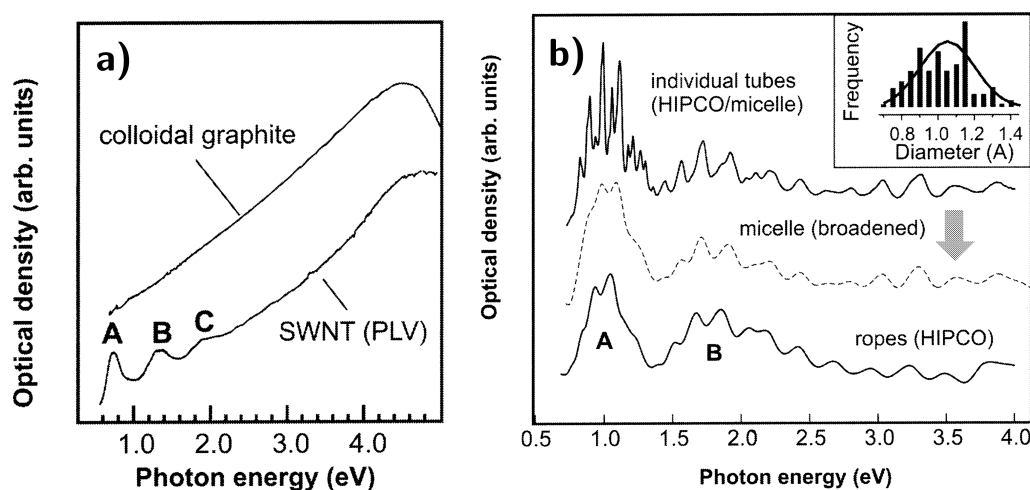 a)
Optical density (arb. units)
colloidal graphite
SWNT (PLV)
A
B
C
1.0
2.0
3.0
4.0
Photon energy (eV)
b)
Optical density (arb. units)
individual tubes
(HIPCO/micelle)
micelle (broadened)
ropes (HIPCO)
A
B
0.5
1.0
1.5
2.0
2.5
3.0
3.5
4.0
Photon energy (eV)
Frequency
0.8
1.0
1.2
1.4
Diameter (A)